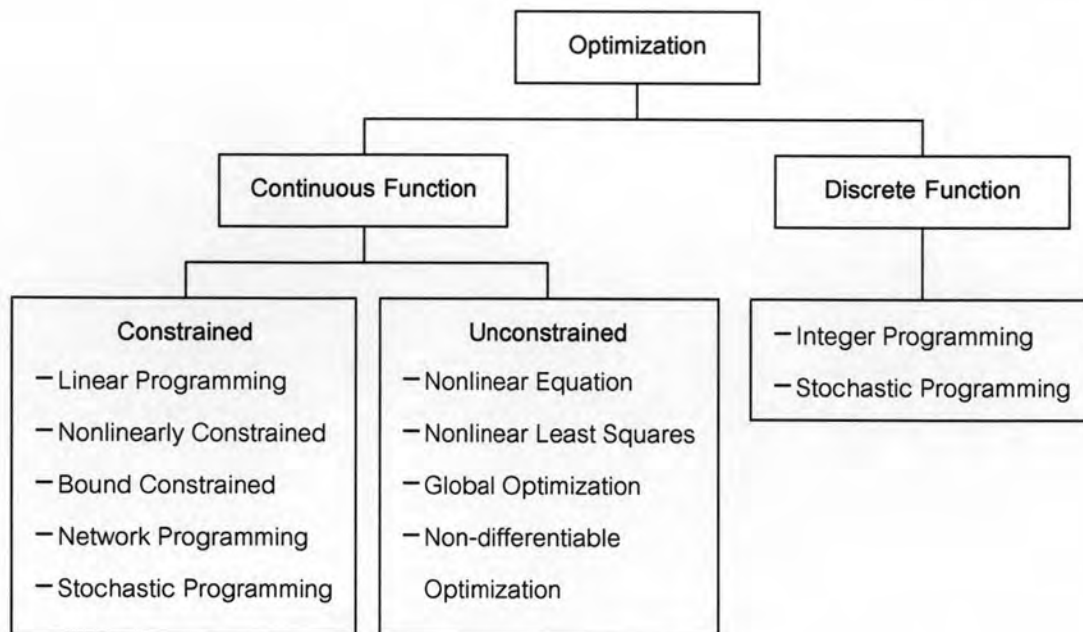 Optimization
Continuous Function
Discrete Function
Constrained
– Linear Programming
– Nonlinearly Constrained
– Bound Constrained
– Network Programming
– Stochastic Programming
Unconstrained
– Nonlinear Equation
– Nonlinear Least Squares
– Global Optimization
– Non-differentiable
Optimization
– Integer Programming
– Stochastic Programming